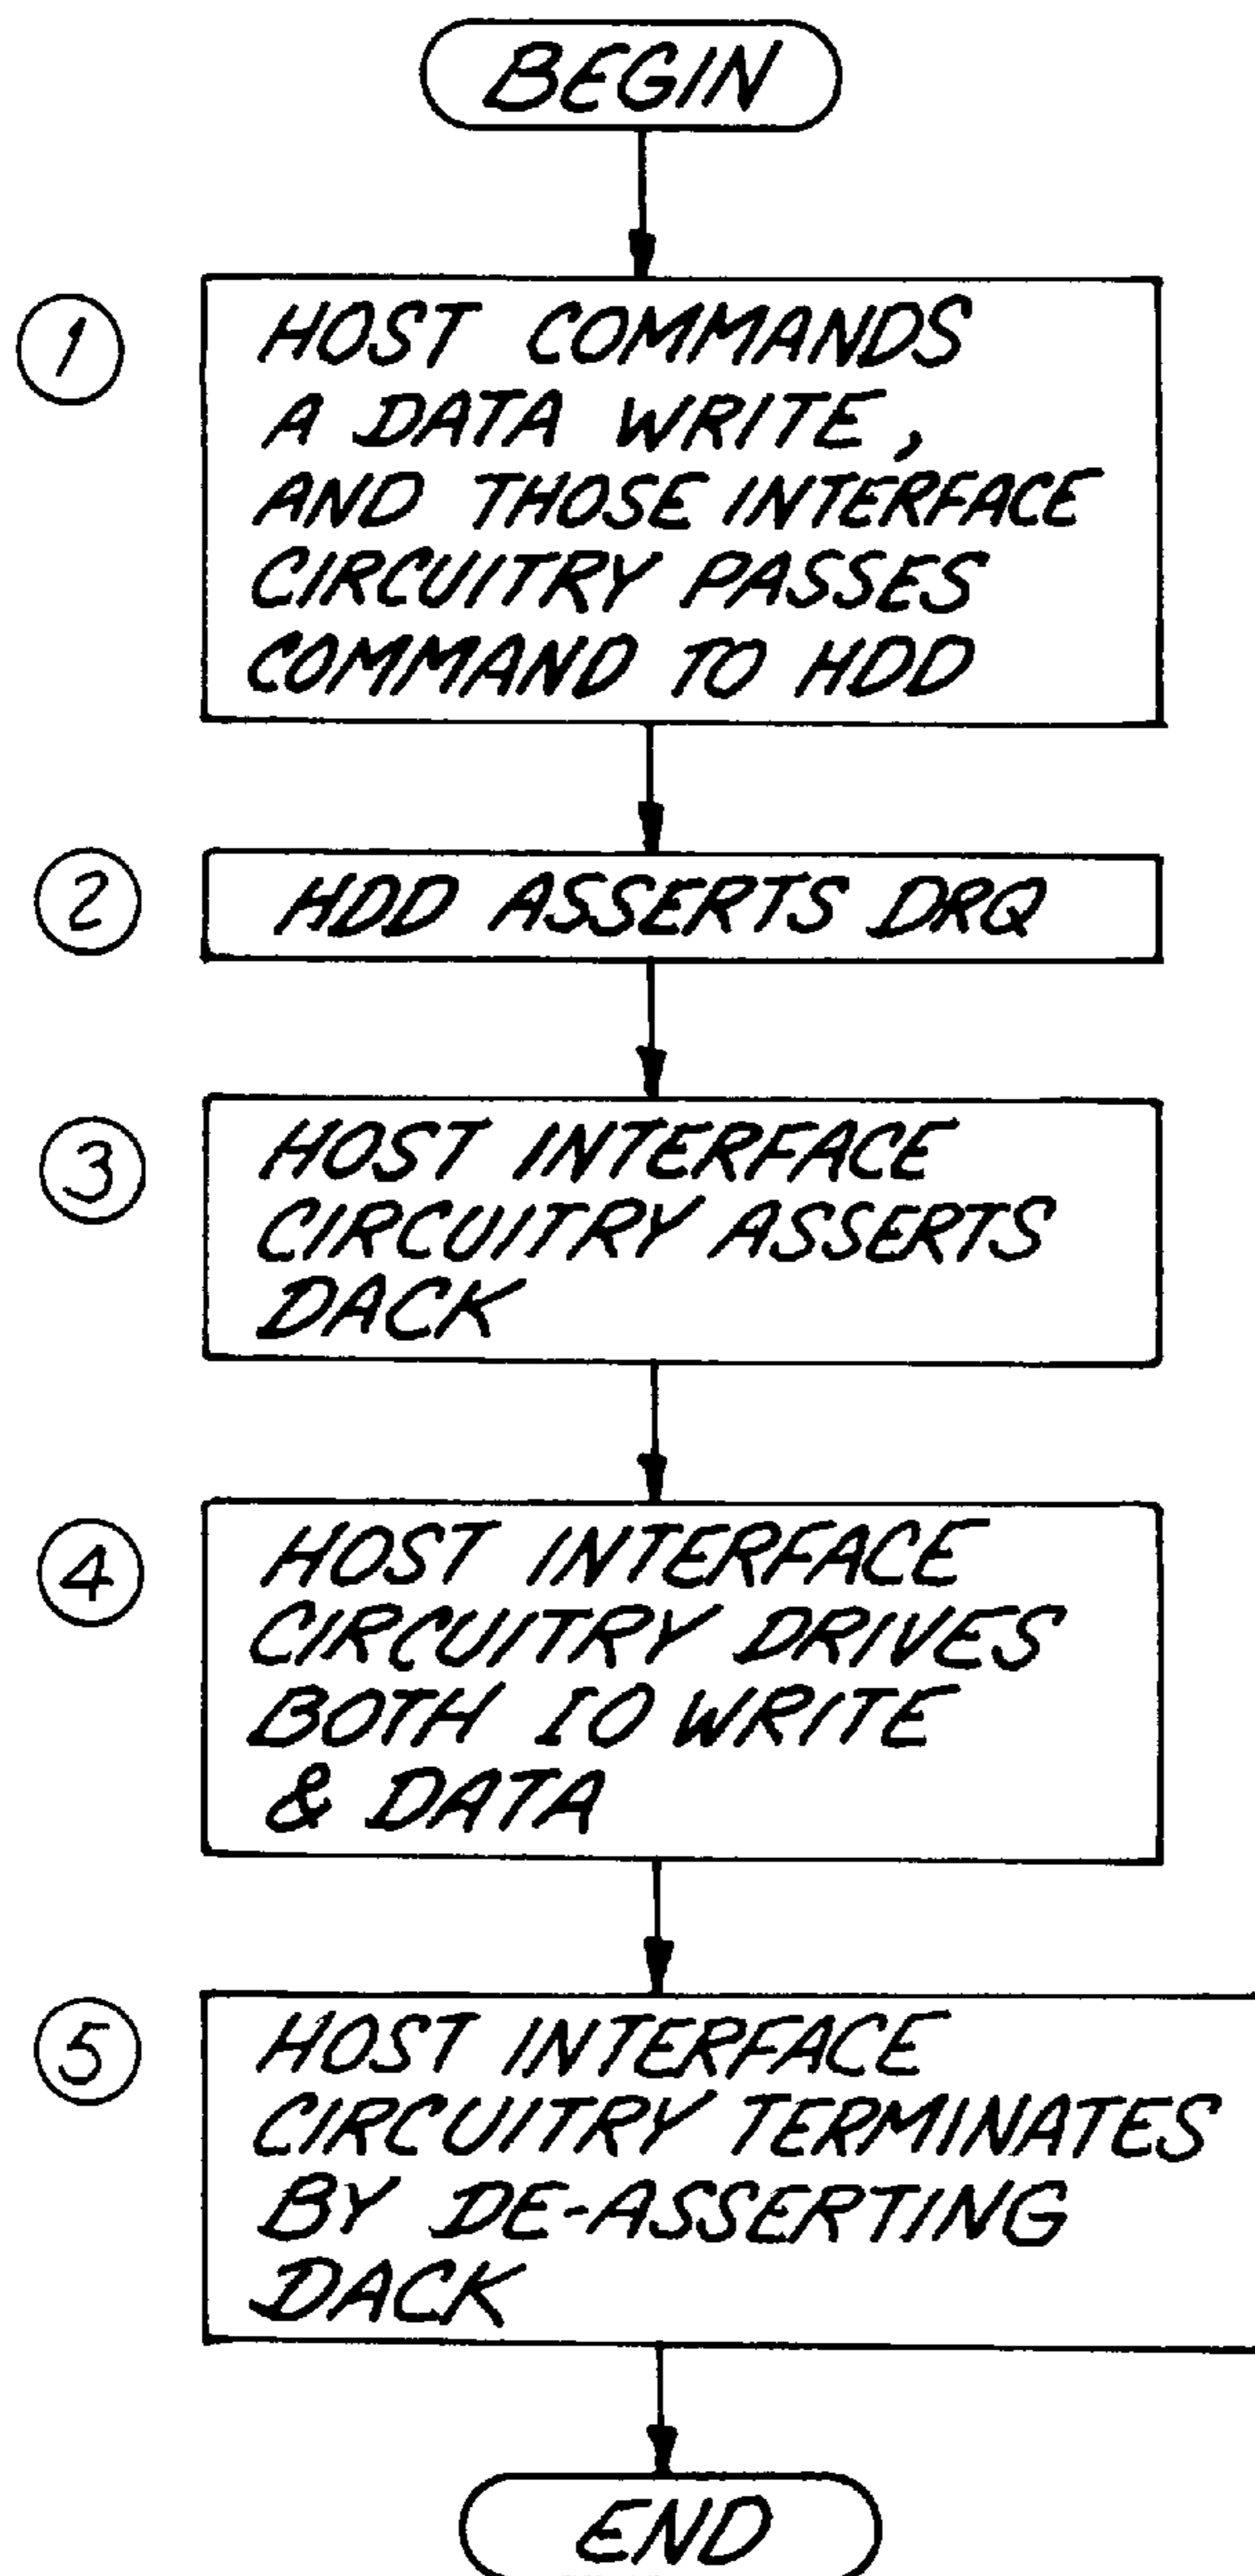 BEGIN
1
HOST COMMANDS
A DATA WRITE,
AND THOSE INTERFACE
CIRCUITRY PASSES
COMMAND TO HDD
2
HDD ASSERTS DRQ
3
HOST INTERFACE
CIRCUITRY ASSERTS
DACK
4
HOST INTERFACE
CIRCUITRY DRIVES
BOTH IO WRITE
& DATA
5
HOST INTERFACE
CIRCUITRY TERMINATES
BY DE-ASSERTING
DACK
END